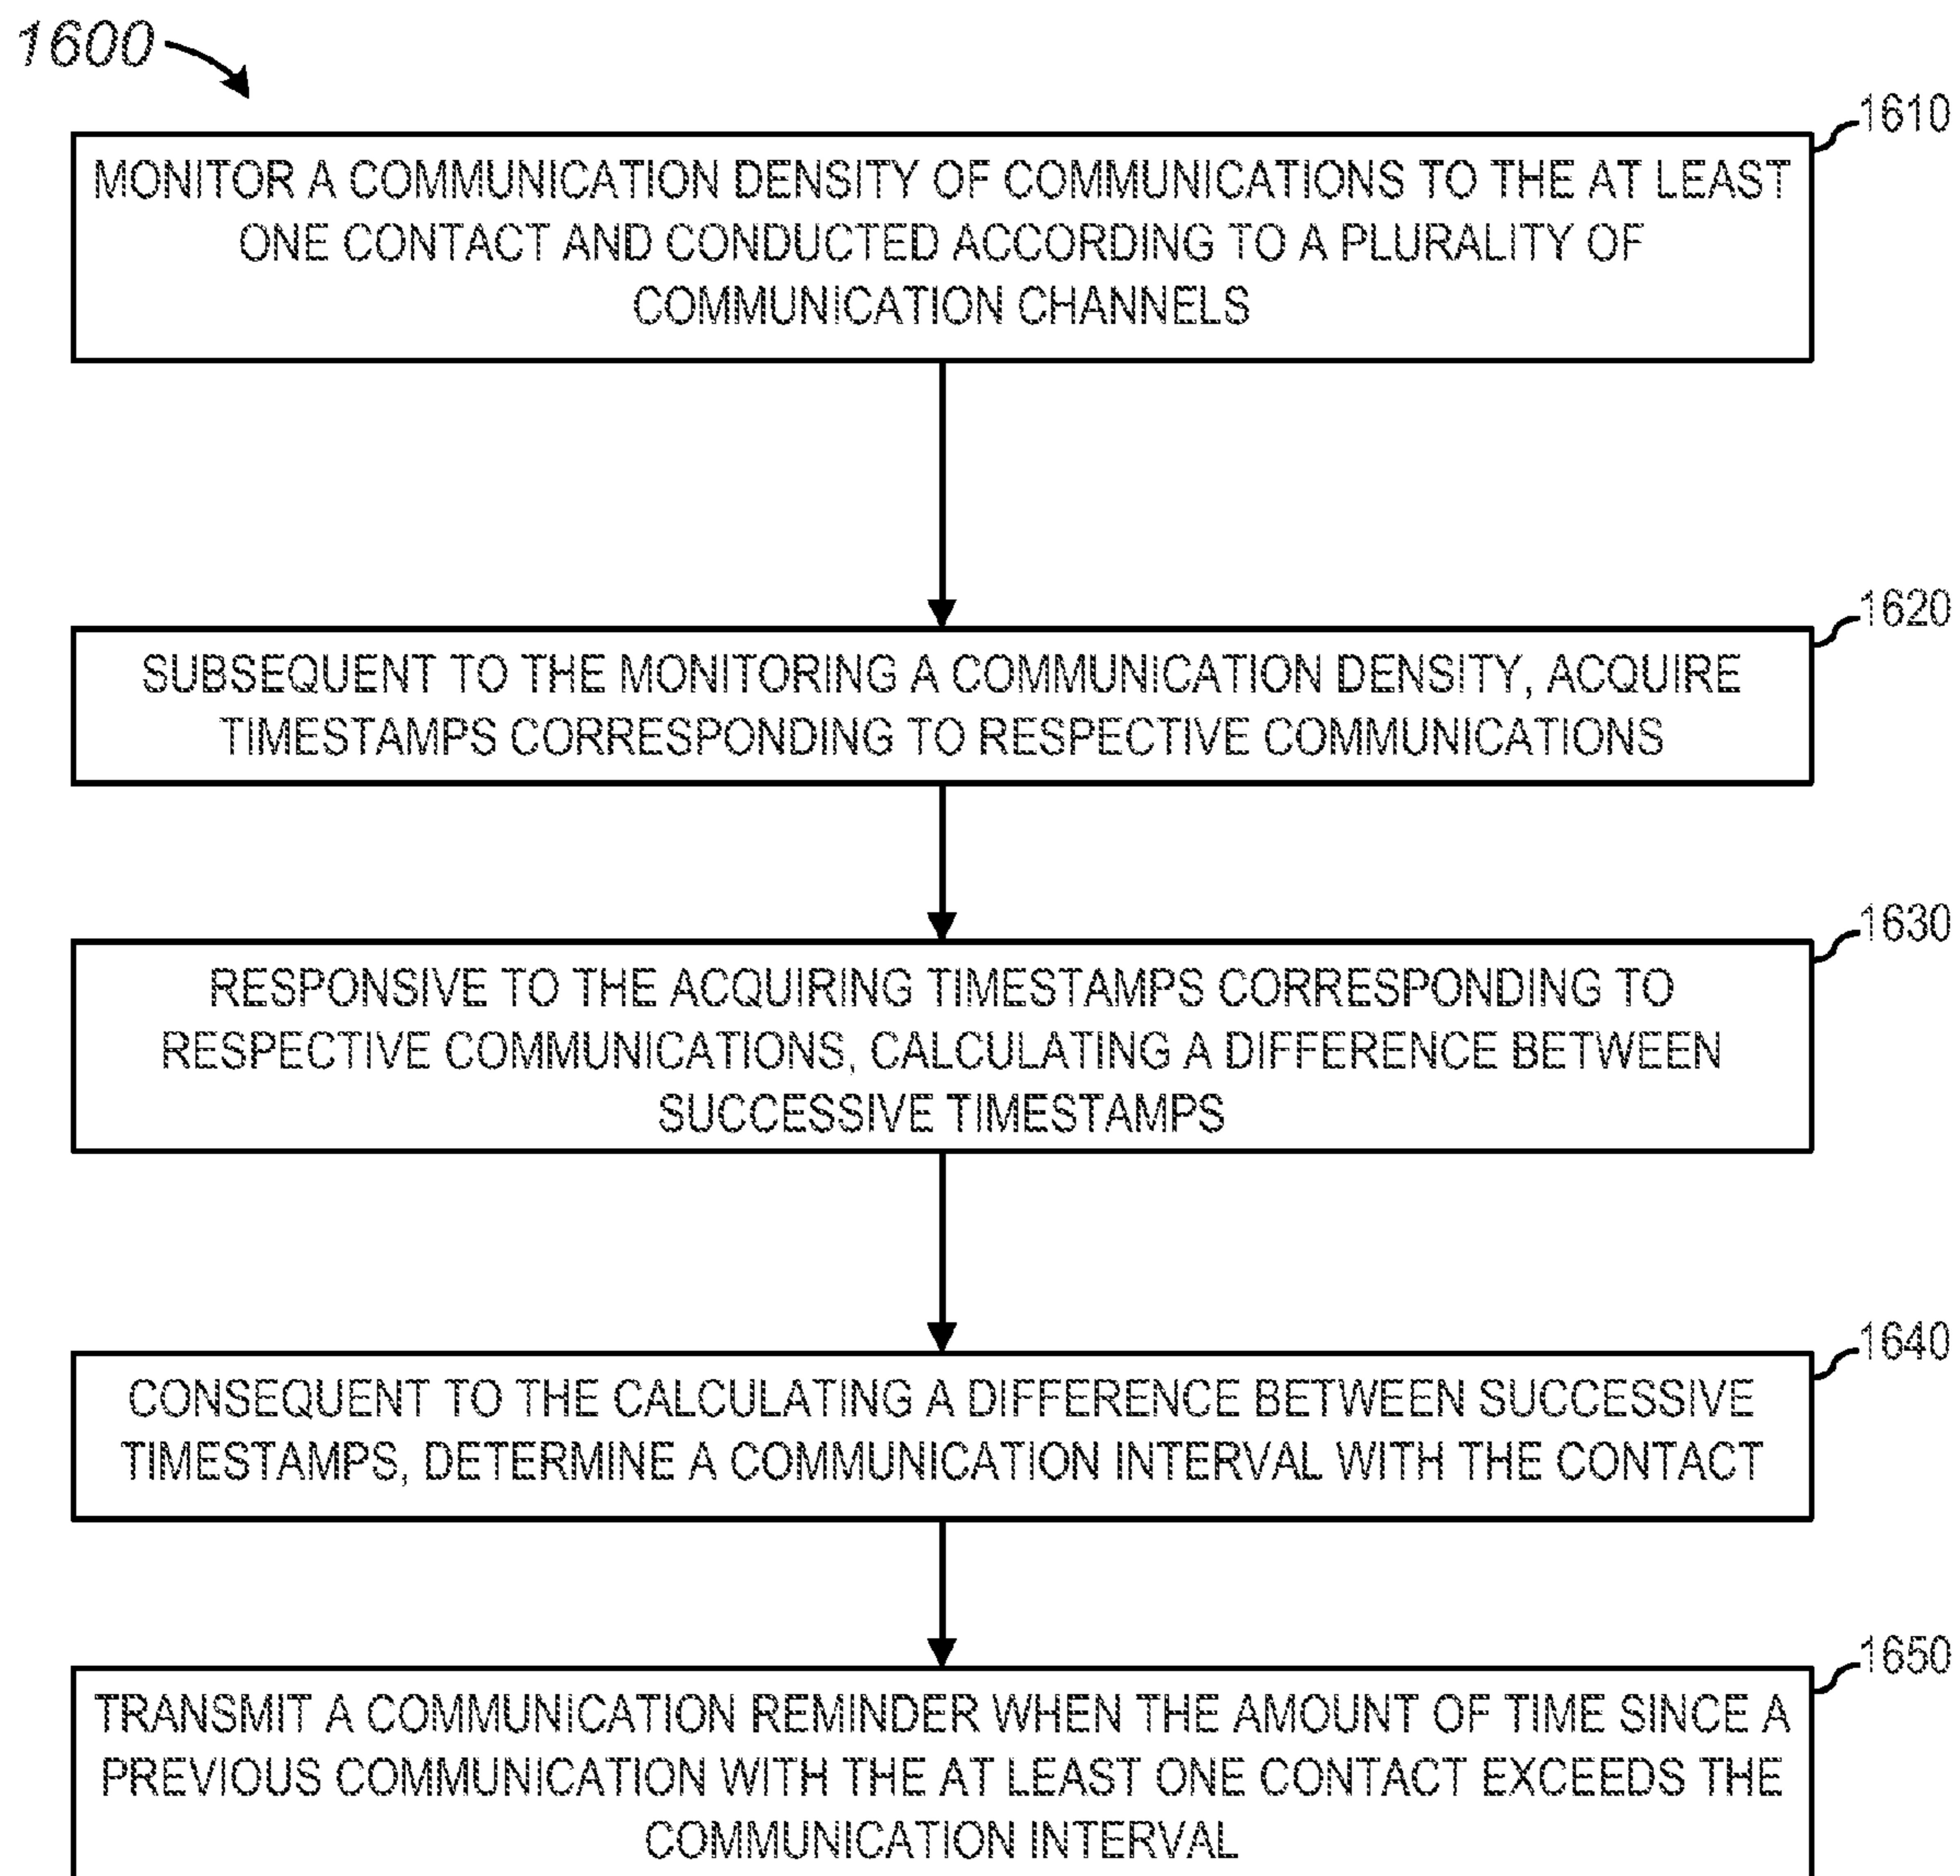 1600
1610
MONITOR A COMMUNICATION DENSITY OF COMMUNICATIONS TO THE AT LEAST
ONE CONTACT AND CONDUCTED ACCORDING TO A PLURALITY OF
COMMUNICATION CHANNELS
1620
SUBSEQUENT TO THE MONITORING A COMMUNICATION DENSITY, ACQUIRE
TIMESTAMPS CORRESPONDING TO RESPECTIVE COMMUNICATIONS
1630
RESPONSIVE TO THE ACQUIRING TIMESTAMPS CORRESPONDING TO
RESPECTIVE COMMUNICATIONS, CALCULATING A DIFFERENCE BETWEEN
SUCCESSIVE TIMESTAMPS
1640
CONSEQUENT TO THE CALCULATING A DIFFERENCE BETWEEN SUCCESSIVE
TIMESTAMPS, DETERMINE A COMMUNICATION INTERVAL WITH THE CONTACT
1650
TRANSMIT A COMMUNICATION REMINDER WHEN THE AMOUNT OF TIME SINCE A
PREVIOUS COMMUNICATION WITH THE AT LEAST ONE CONTACT EXCEEDS THE
COMMUNICATION INTERVAL